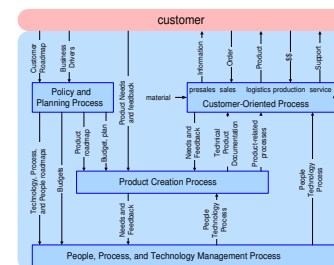 customer
Customer
Roadmap
Business
Drivers
Product Needs
and feedback
Information
Order
Product
$$
Support
Policy and
Planning Process
material
presales sales logistics production service
Customer-Oriented Process
Technology, Process,
and People roadmaps
Budgets
Product
roadmap
Budget, plan
Needs and
Feedback
Technical
Product
Documentation
Product-related
processes
People
Technology
Process
Product Creation Process
Needs and
Feedback
People
Technology
Process
People, Process, and Technology Management Process